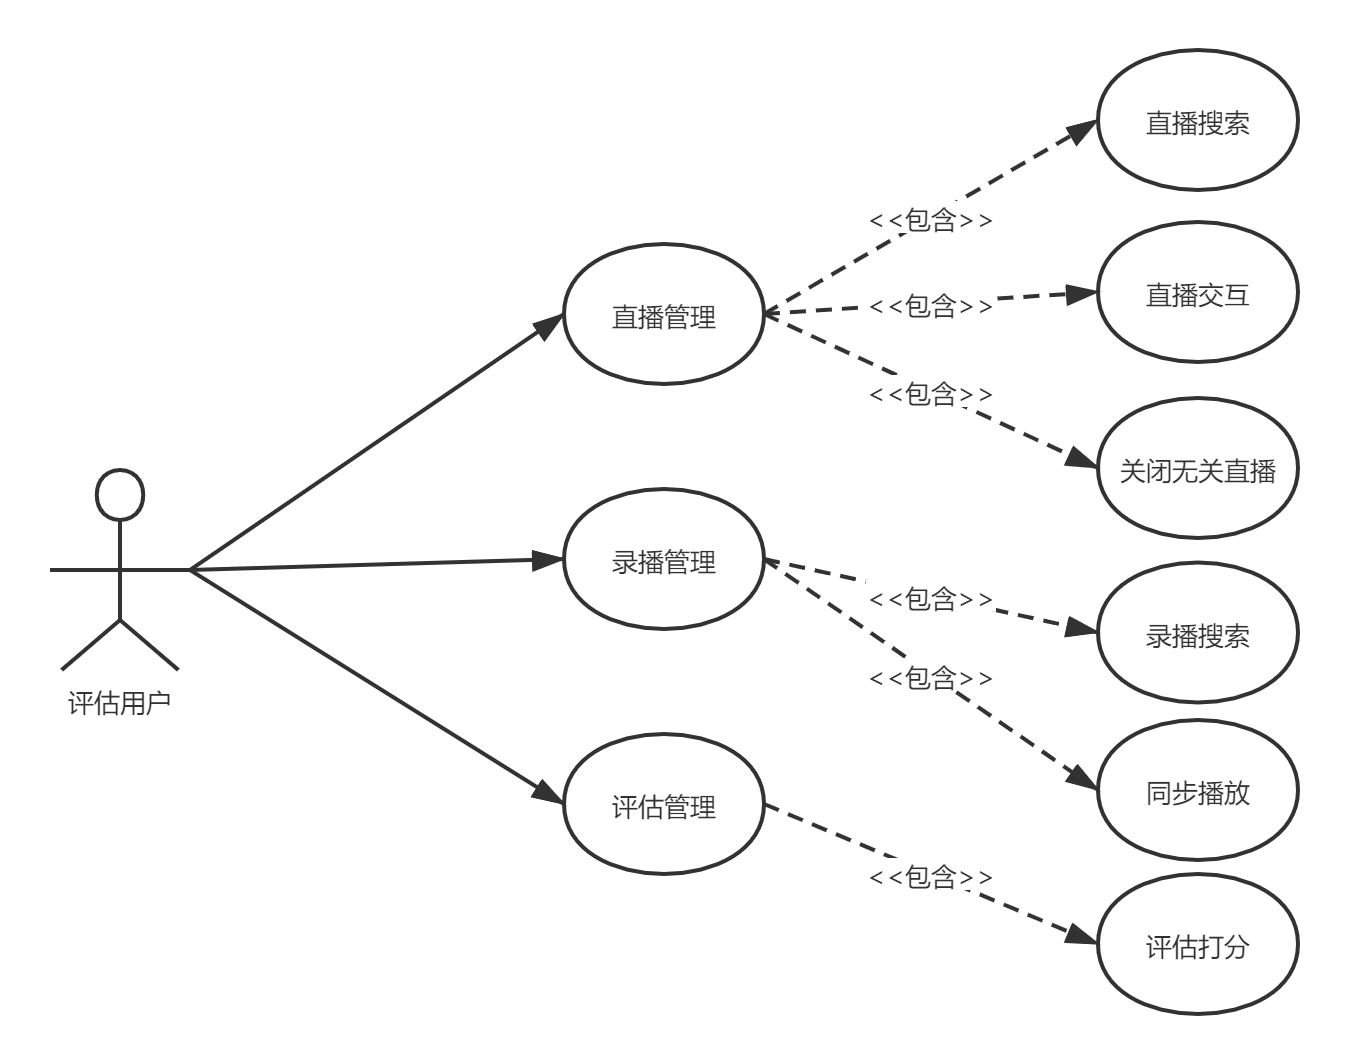 直播搜索
<<包含>>
直播交互
<<包含>>
直播管理
<<包含>>
关闭无关直播
录播管理
<<包含>>
录播搜索
<<包含>>
评估用户
同步播放
评估管理
<<包含>>
评估打分